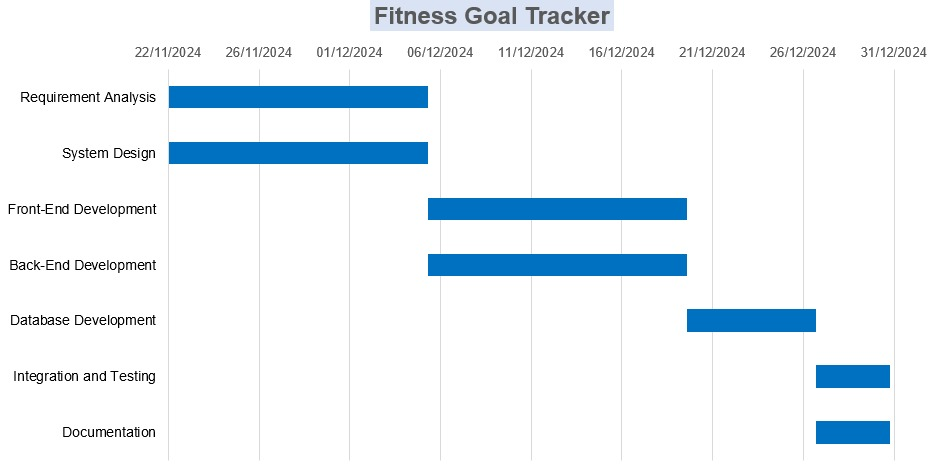 Fitness Goal Tracker
22/11/2024 26/11/2024 01/12/2024 06/12/2024 11/12/2024 16/12/2024 21/12/2024 26/12/2024 31/12/2024
Requirement Analysis
System Design
Front-End Development
Back-End Development
Database Development
Integration and Testing
Documentation